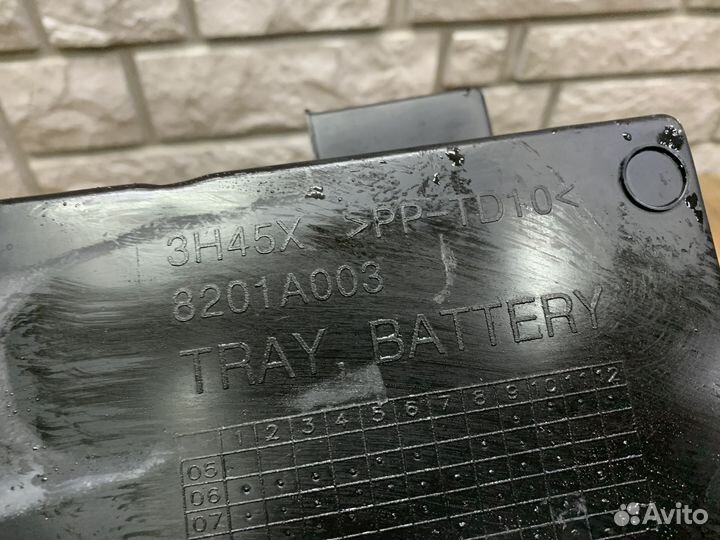 3H45X >PP-TD10<
8201A003
TRAY, BATTERY
1 2 3 4 5 6 7 8 9 10 11 12
05
06
07
Avito